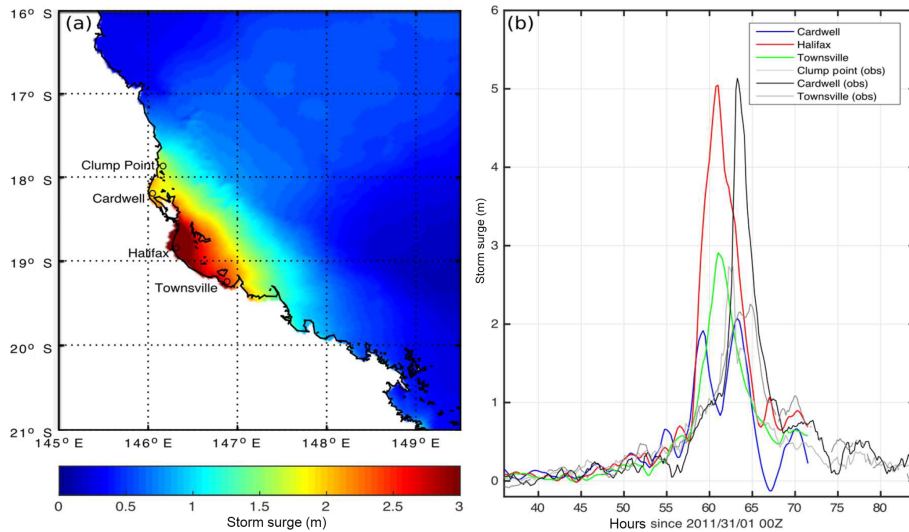 (a)
16° S
17° S
18° S
19° S
20° S
21° S
145° E
146° E
147° E
148° E
149° E
Clump Point
Cardwell
Halifax
Townsville
0
0.5
1
1.5
2
2.5
3
Storm surge (m)
(b)
Cardwell
Halifax
Townsville
Clump point (obs)
Cardwell (obs)
Townsville (obs)
Storm surge (m)
6
5
4
3
2
1
0
40
45
50
55
60
65
70
75
80
Hours since 2011/31/01 00Z